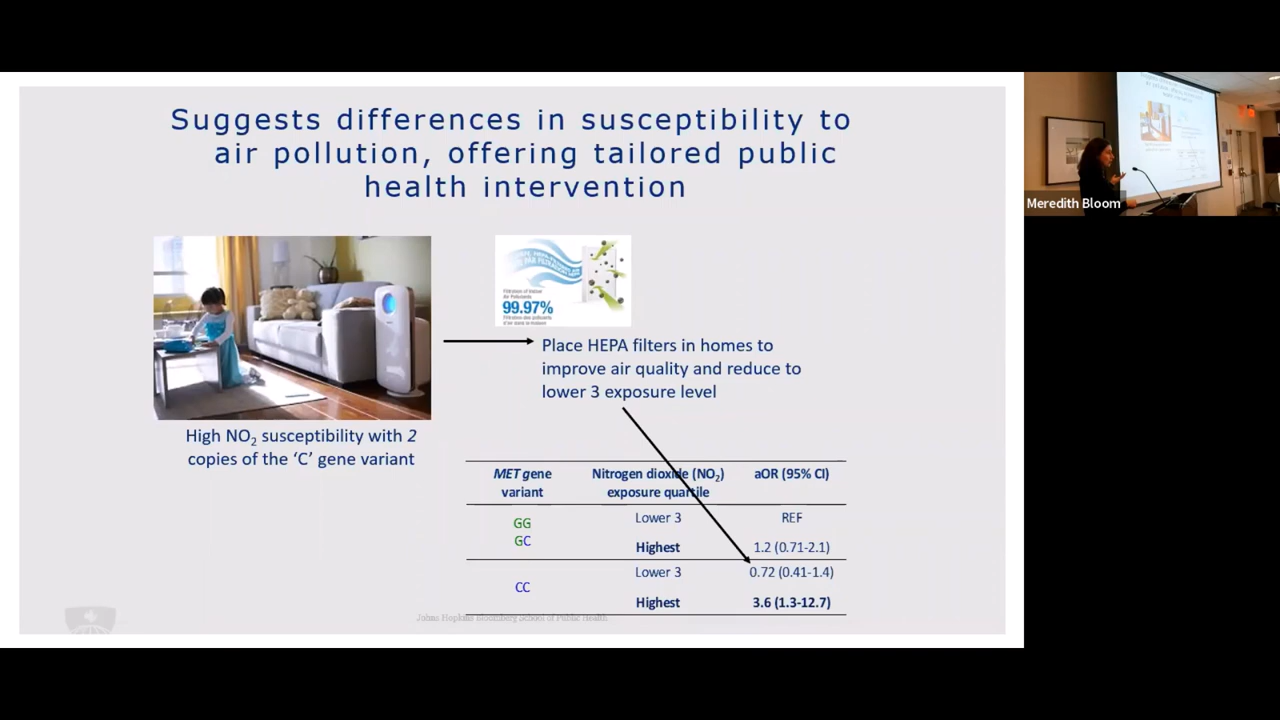 Suggests differences in susceptibility to
air pollution, offering tailored public
health intervention
Meredith Bloom
99.97%
Place HEPA filters in homes to
improve air quality and reduce to
lower 3 exposure level
High NO2 susceptibility with 2
copies of the ‘C’ gene variant
MET gene variant
Nitrogen dioxide (NO2) exposure quartile
aOR (95% CI)
GG
GC
Lower 3 REF
Highest 1.2 (0.71-2.1)
CC
Lower 3 0.72 (0.41-1.4)
Highest 3.6 (1.3-12.7)
Johns Hopkins Bloomberg School of Public Health